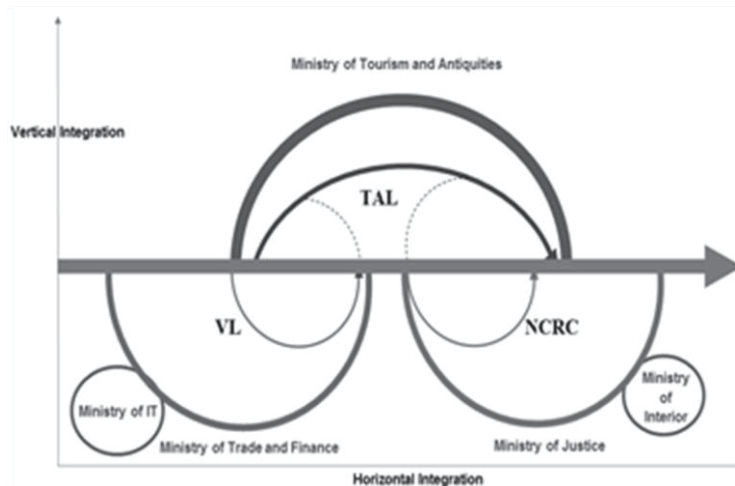 Ministry of Tourism and Antiquities
Vertical Integration
TAL
VL
NCRC
Ministry of IT
Ministry
of
Interior
Ministry of Trade and Finance
Ministry of Justice
Horizontal Integration